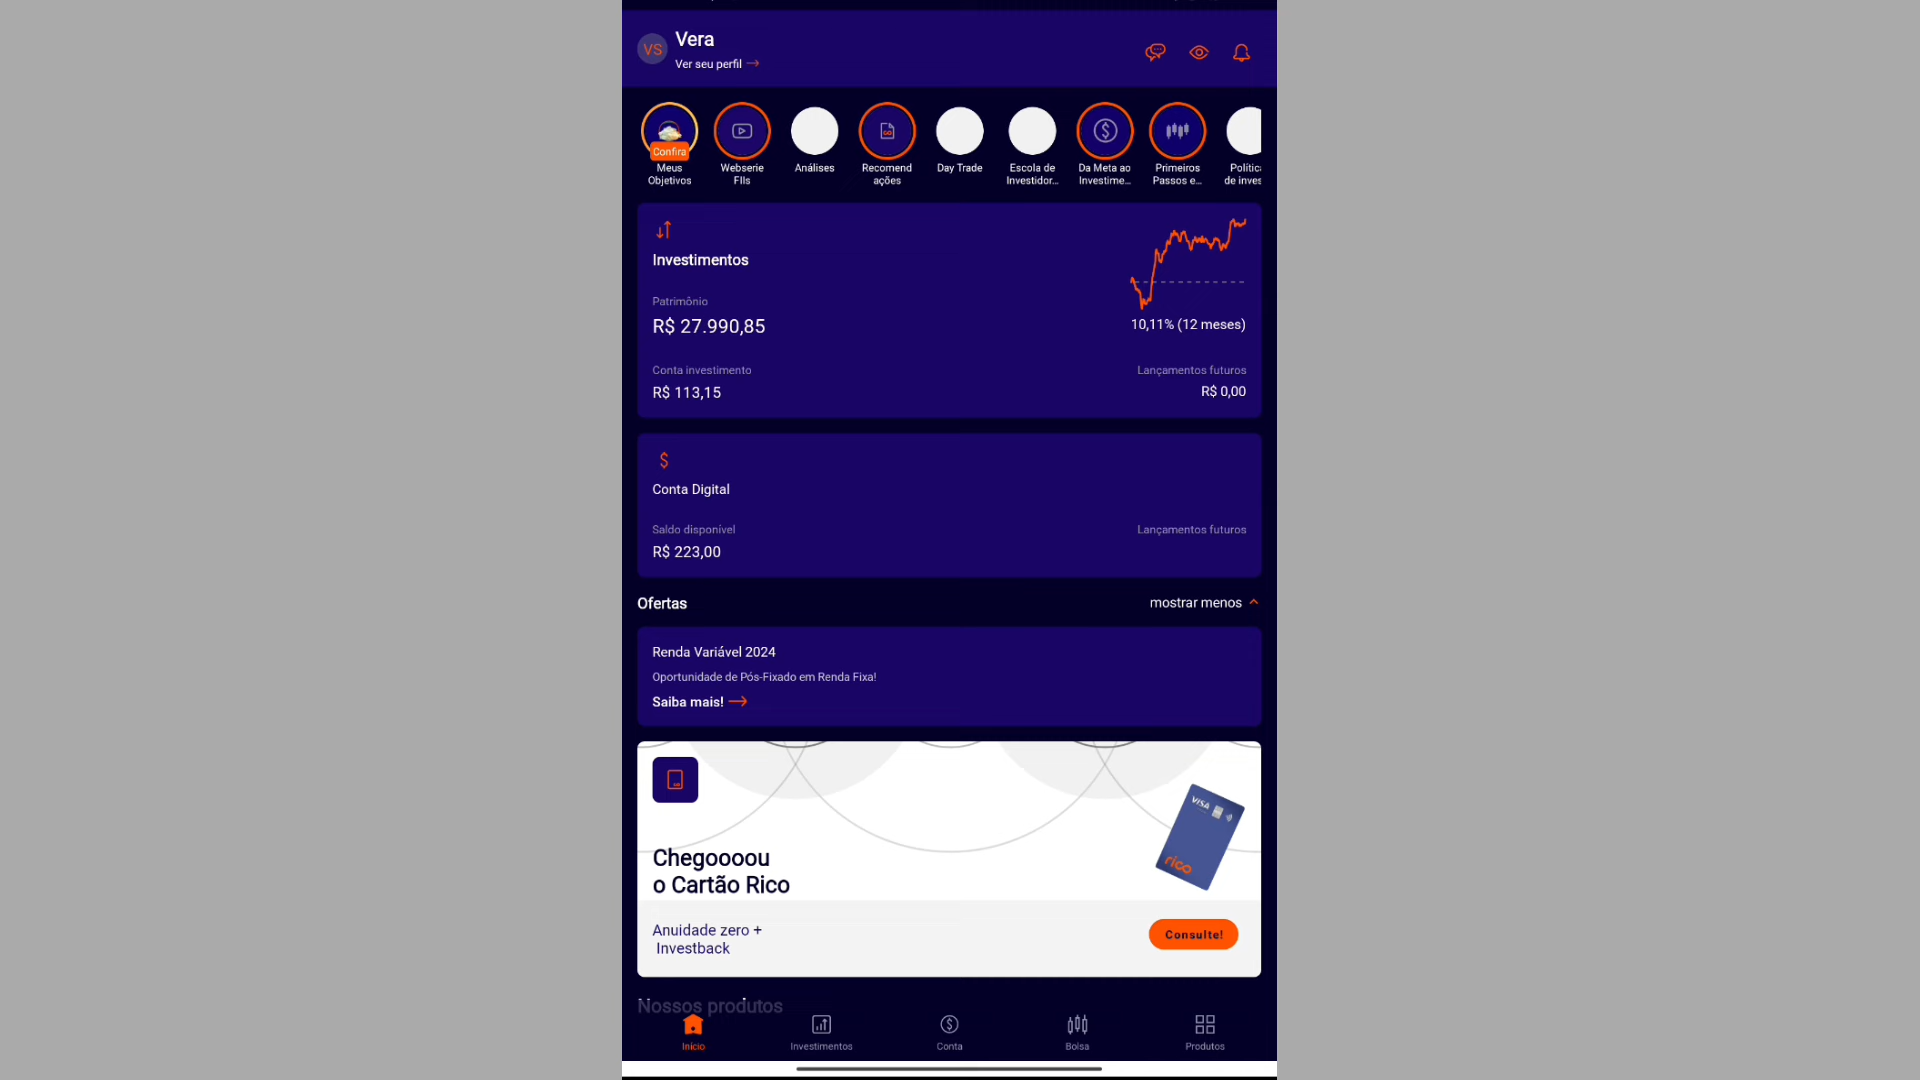 VS
Vera
Ver seu perfil
Confira
Meus
Objetivos
Webserie
FIIs
Análises
GO
Recomend
ações
Day Trade
Escola de
Investidor...
Da Meta ao
Investime...
Primeiros
Passos e...
Polític
de inves
Investimentos
Patrimônio
R$ 27.990,85
10,11% (12 meses)
Conta investimento
Lançamentos futuros
R$ 113,15
R$ 0,00
$
Conta Digital
Saldo disponível
Lançamentos futuros
R$ 223,00
Ofertas
mostrar menos
Renda Variável 2024
Oportunidade de Pós-Fixado em Renda Fixa!
Saiba mais!
VISA
rico
Chegoooou
o Cartão Rico
Anuidade zero +
Investback
Consulte!
Nossos produtos
Início
Investimentos
Conta
Bolsa
Produtos